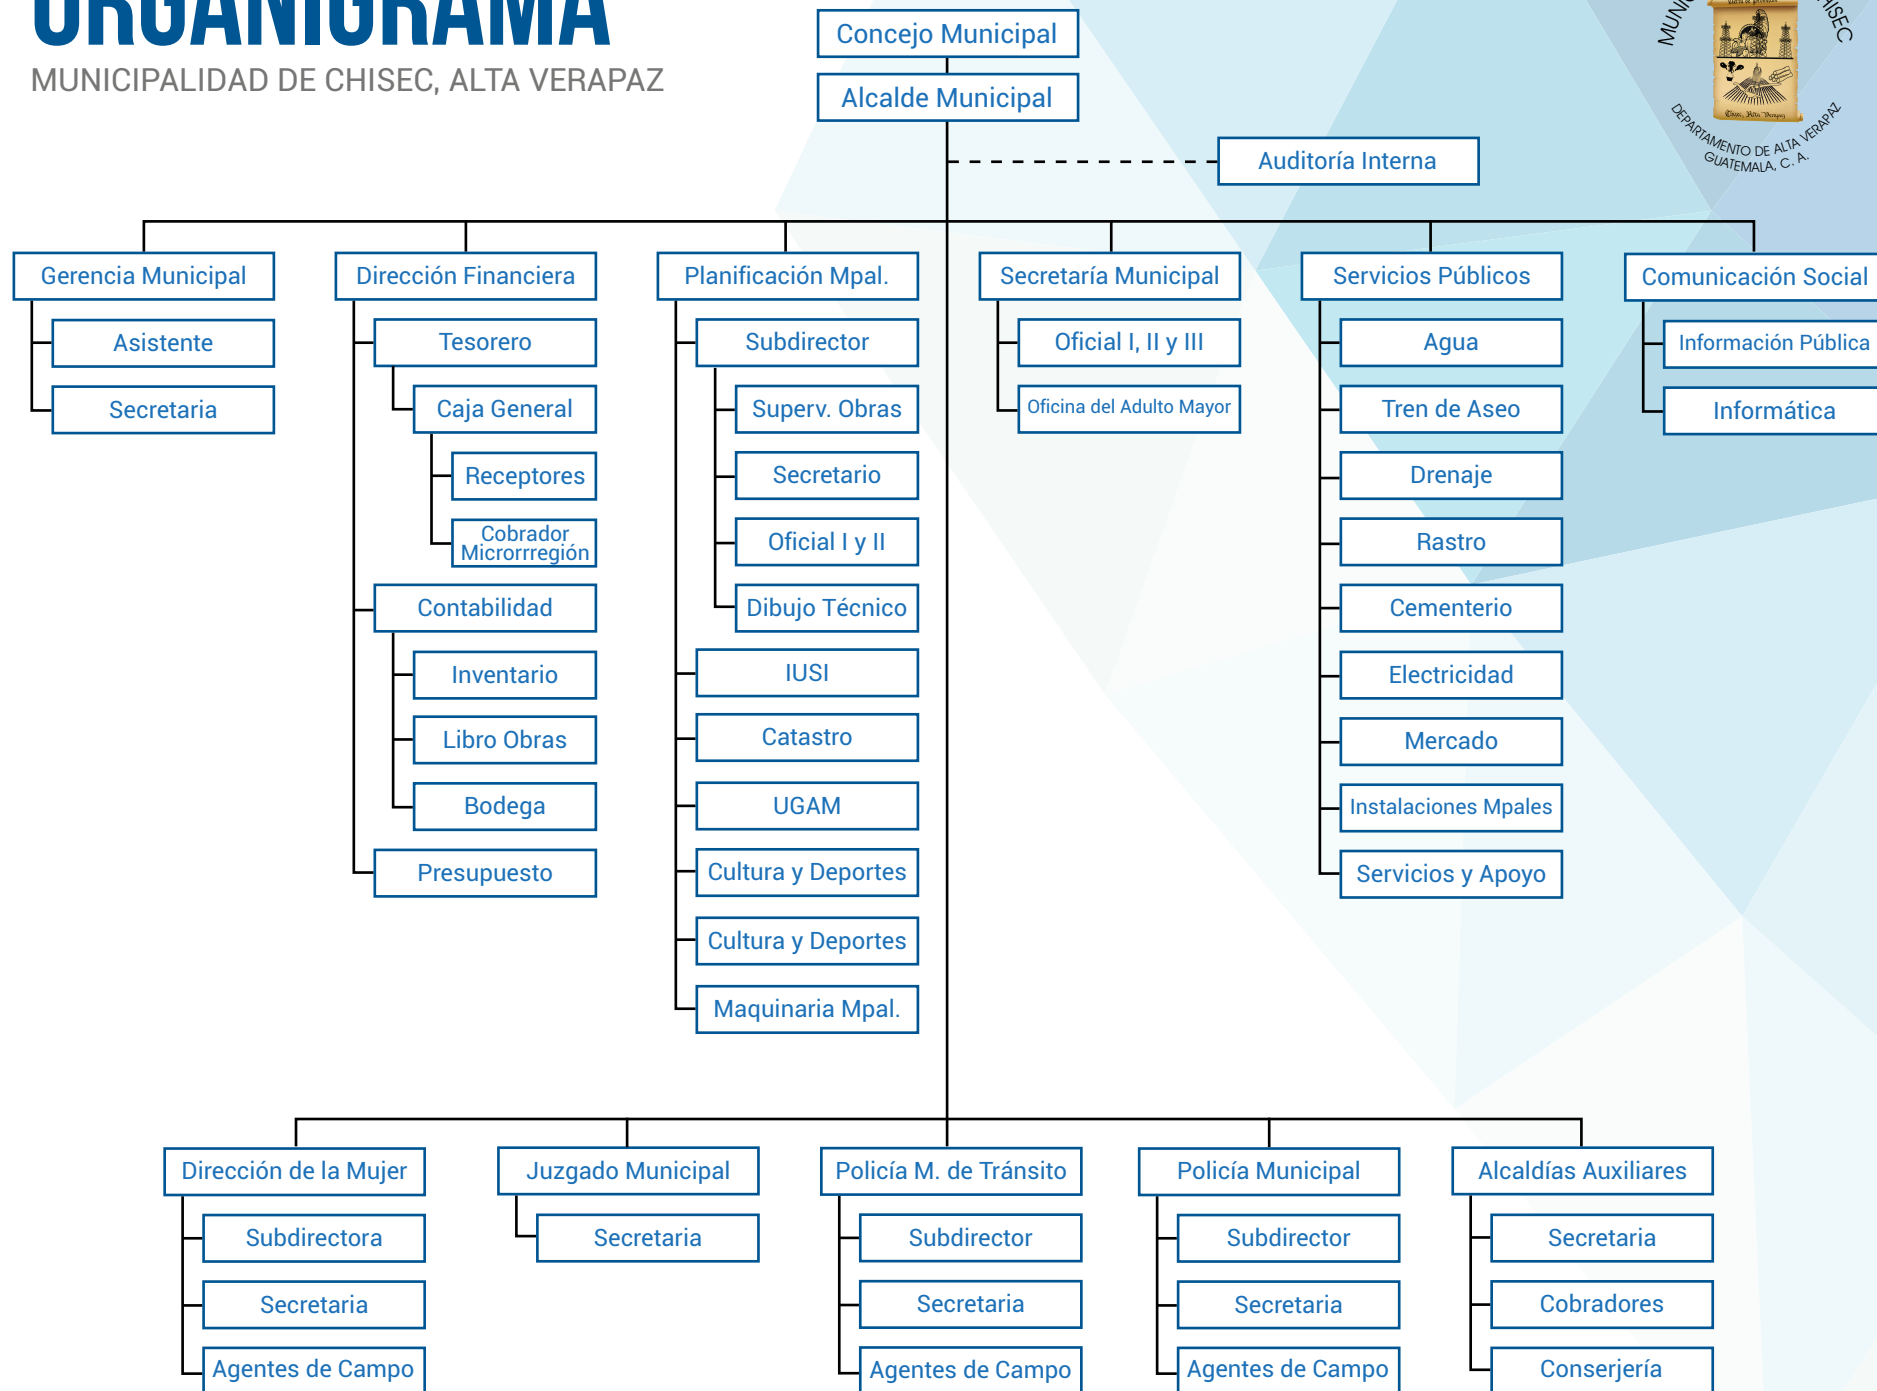 ORGANIGRAMA
MUNICIPALIDAD DE CHISEC, ALTA VERAPAZ
Concejo Municipal
Alcalde Municipal
Auditoría Interna
DEPARTAMENTO DE ALTA VERAPAZ
GUATEMALA, C. A.
Gerencia Municipal
Asistente
Secretaria
Dirección Financiera
Tesorero
Caja General
Receptores
Cobrador
Microrrregión
Contabilidad
Inventario
Libro Obras
Bodega
Presupuesto
Planificación Mpal.
Subdirector
Superv. Obras
Secretario
Oficial I y II
Dibujo Técnico
IUSI
Catastro
UGAM
Cultura y Deportes
Cultura y Deportes
Maquinaria Mpal.
Secretaría Municipal
Oficial I, II y III
Oficina del Adulto Mayor
Servicios Públicos
Agua
Tren de Aseo
Drenaje
Rastro
Cementerio
Electricidad
Mercado
Instalaciones Mpales
Servicios y Apoyo
Comunicación Social
Información Pública
Informática
Dirección de la Mujer
Subdirectora
Secretaria
Agentes de Campo
Juzgado Municipal
Secretaria
Policía M. de Tránsito
Subdirector
Secretaria
Agentes de Campo
Policía Municipal
Subdirector
Secretaria
Agentes de Campo
Alcaldías Auxiliares
Secretaria
Cobradores
Conserjería